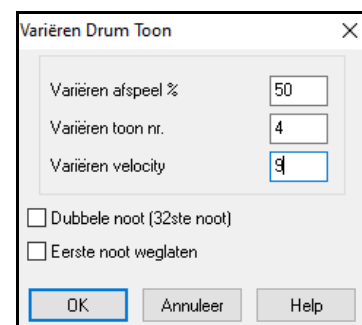 Variëren Drum Toon
Variëren afspeel % 50
Variëren toon nr. 4
Variëren velocity 9
Dubbele noot (32ste noot)
Eerste noot weglaten
OK Annuleer Help